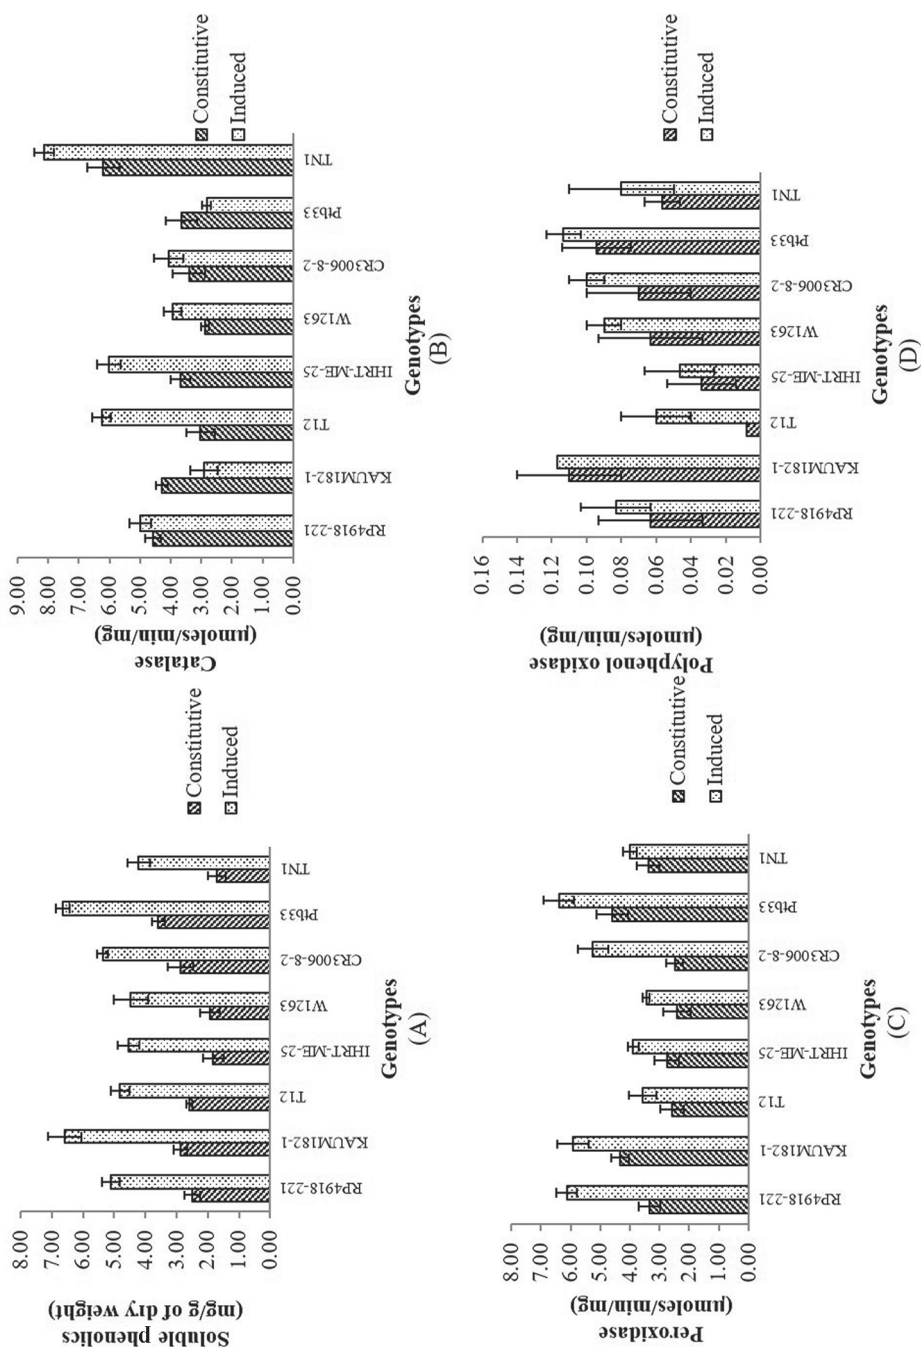 Soluble phenolics
(mg/g of dry weight)
8.00
7.00
6.00
5.00
4.00
3.00
2.00
1.00
0.00
RP4918-221
KAUM182-1
T12
IHRT-ME-25
W1263
CR3006-8-2
Ptb33
TN1
Genotypes
(A)
Constitutive
Induced
Catalase
(μmoles/min/mg)
9.00
8.00
7.00
6.00
5.00
4.00
3.00
2.00
1.00
0.00
RP4918-221
KAUM182-1
T12
IHRT-ME-25
W1263
CR3006-8-2
Ptb33
TN1
Genotypes
(B)
Constitutive
Induced
Peroxidase
(μmoles/min/mg)
8.00
7.00
6.00
5.00
4.00
3.00
2.00
1.00
0.00
RP4918-221
KAUM182-1
T12
IHRT-ME-25
W1263
CR3006-8-2
Ptb33
TN1
Genotypes
(C)
Constitutive
Induced
Polyphenol oxidase
(μmoles/min/mg)
0.16
0.14
0.12
0.10
0.08
0.06
0.04
0.02
0.00
RP4918-221
KAUM182-1
T12
IHRT-ME-25
W1263
CR3006-8-2
Ptb33
TN1
Genotypes
(D)
Constitutive
Induced